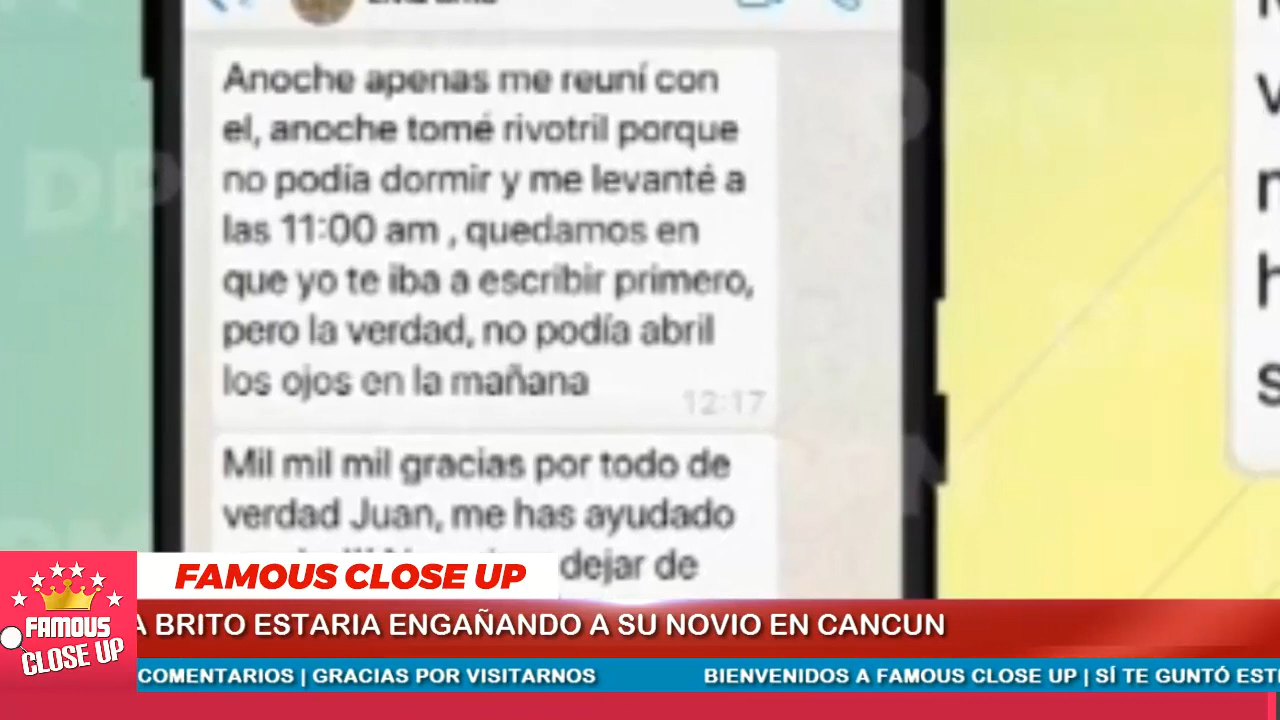 Anoche apenas me reuní con
el, anoche tomé rivotril porque
no podía dormir y me levanté a
las 11:00 am , quedamos en
que yo te iba a escribir primero,
pero la verdad, no podía abril
los ojos en la mañana
12:17
Mil mil mil gracias por todo de
verdad Juan, me has ayudado
dejar de
FAMOUS CLOSE UP
FAMOUS
CLOSE UP
A BRITO ESTARIA ENGAÑANDO A SU NOVIO EN CANCUN
COMENTARIOS | GRACIAS POR VISITARNOS BIENVENIDOS A FAMOUS CLOSE UP | SÍ TE GUNTÓ EST